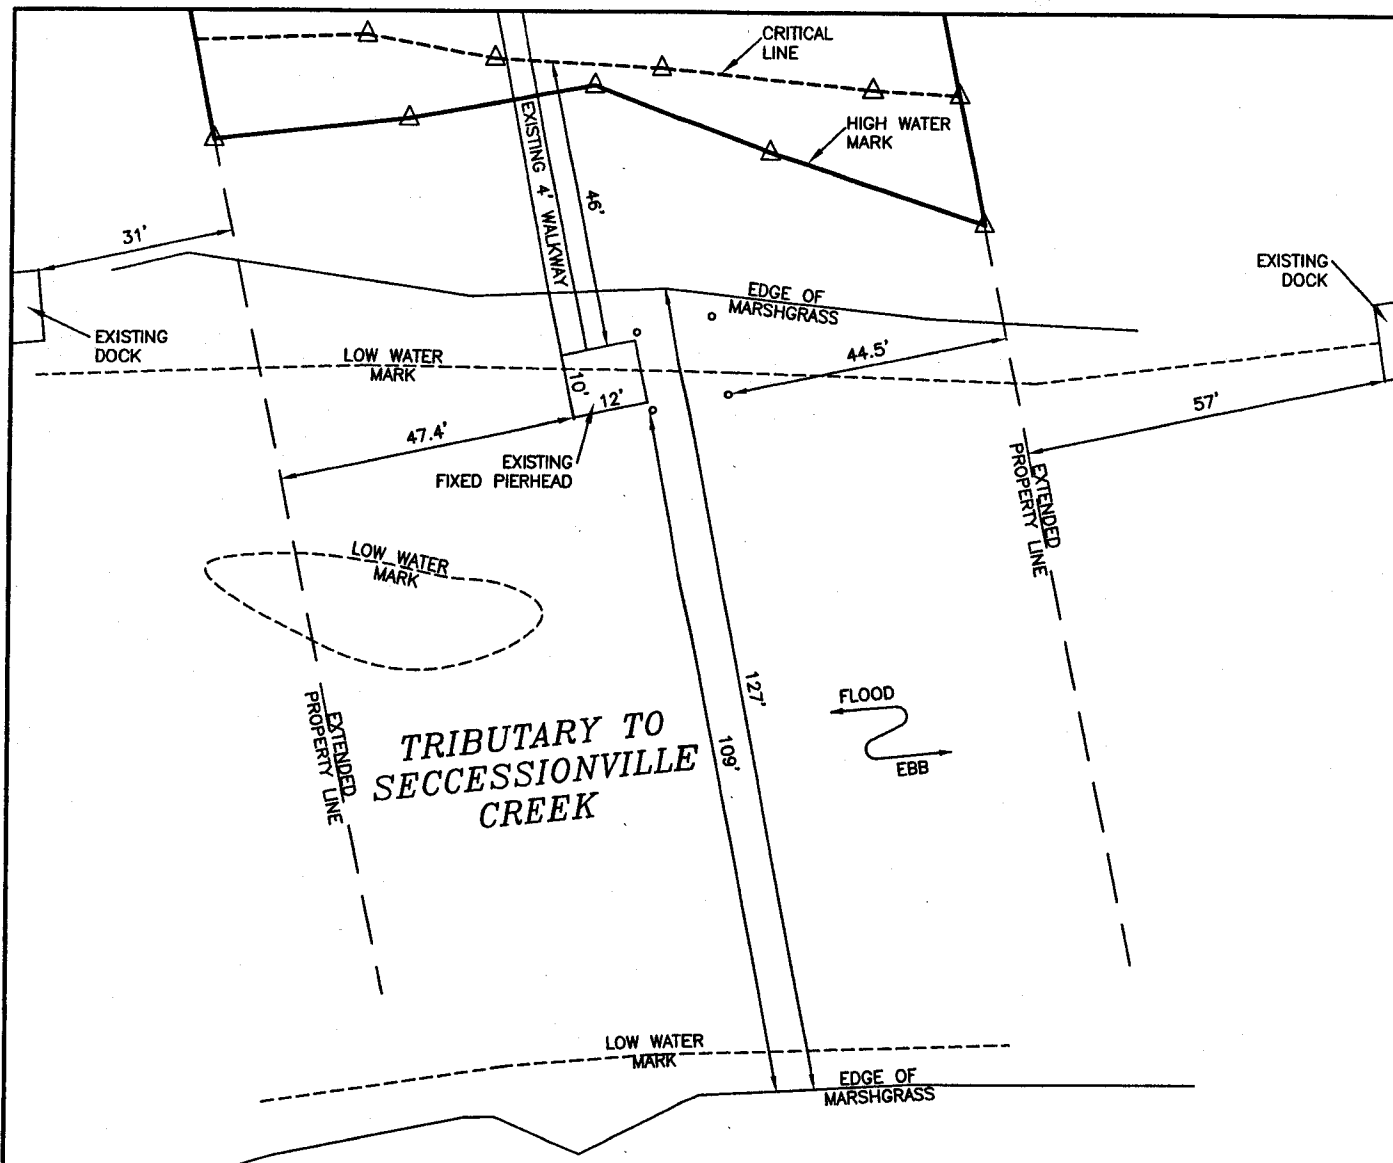 CRITICAL
LINE
HIGH WATER
MARK
EXISTING 4' WALKWAY
46'
31'
EXISTING
DOCK
EXISTING
DOCK
EDGE OF
MARSHGRASS
LOW WATER
MARK
44.5'
10'
12'
57'
47.4'
EXISTING
FIXED PIERHEAD
EXTENDED
PROPERTY LINE
LOW WATER
MARK
127'
FLOOD
EBB
EXTENDED
PROPERTY LINE
TRIBUTARY TO
SECCESSIONVILLE
CREEK
109'
LOW WATER
MARK
EDGE OF
MARSHGRASS